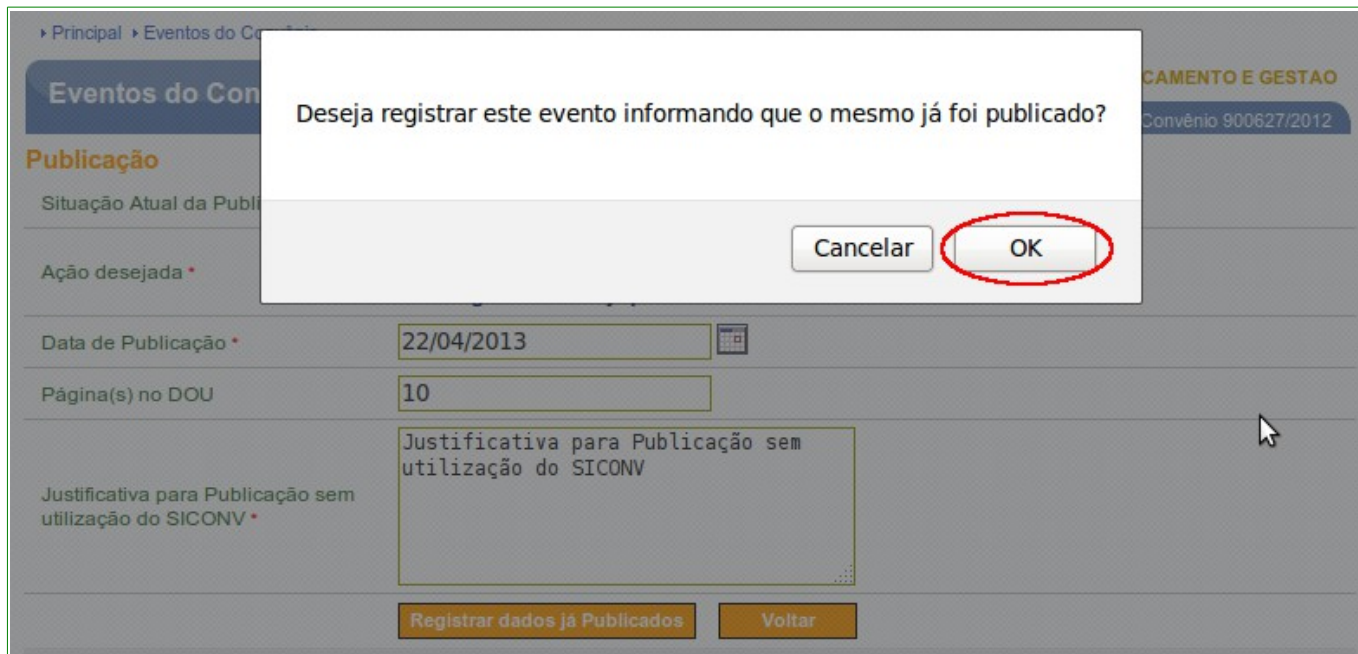 Principal Eventos do Co
Eventos do Con
CAMENTO E GESTAO
Convênio 900627/2012
Deseja registrar este evento informando que o mesmo já foi publicado?
Cancelar
OK
Publicação
Situação Atual da Publi
Ação desejada *
Data de Publicação *
22/04/2013
Página(s) no DOU
10
Justificativa para Publicação sem
utilização do SICONV *
Justificativa para Publicação sem
utilização do SICONV
Registrar dados já Publicados
Voltar